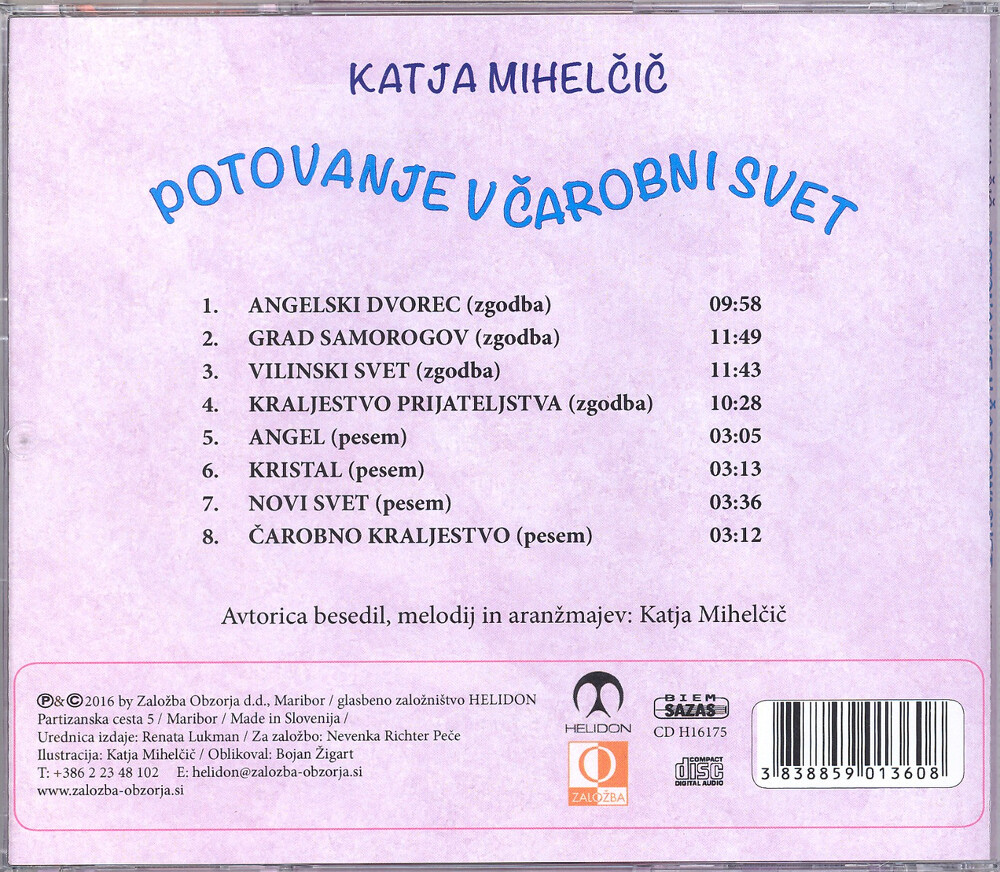 KATJA MIHELČIČ
POTOVANJE V ČAROBNI SVET
1. ANGELSKI DVOREC (zgodba) 09:58
2. GRAD SAMOROGOV (zgodba) 11:49
3. VILINSKI SVET (zgodba) 11:43
4. KRALJESTVO PRIJATELJSTVA (zgodba) 10:28
5. ANGEL (pesem) 03:05
6. KRISTAL (pesem) 03:13
7. NOVI SVET (pesem) 03:36
8. ČAROBNO KRALJESTVO (pesem) 03:12
Avtorica besedil, melodij in aranžmajev: Katja Mihelčič
℗&©2016 by Založba Obzorja d.d., Maribor / glasbeno založništvo HELIDON
Partizanska cesta 5 / Maribor / Made in Slovenija /
Urednica izdaje: Renata Lukman / Za založbo: Nevenka Richter Peče
Ilustracija: Katja Mihelčič / Oblikoval: Bojan Žigart
T: +386 2 23 48 102 E: helidon@zalozba-obzorja.si
www.zalozba-obzorja.si
HELIDON
ZALOŽBA
BIEM
SAZAS
CD H16175
COMPACT
disc
DIGITAL AUDIO
3 838859 013608